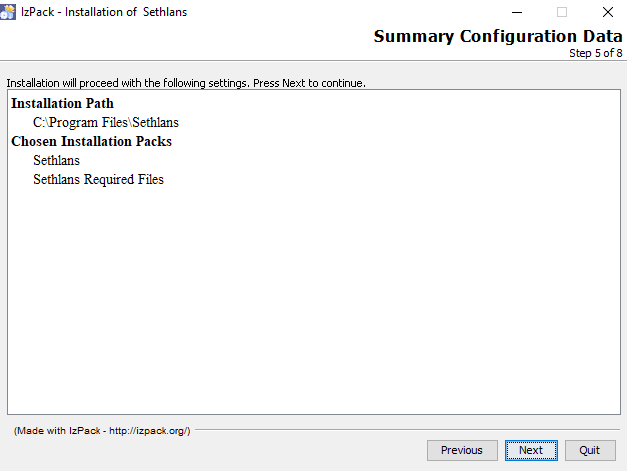 IzPack - Installation of Sethlans
Summary Configuration Data
Step 5 of 8
Installation will proceed with the following settings. Press Next to continue.
Installation Path
C:\Program Files\Sethlans
Chosen Installation Packs
Sethlans
Sethlans Required Files
(Made with IzPack - http://izpack.org/)
Previous Next Quit